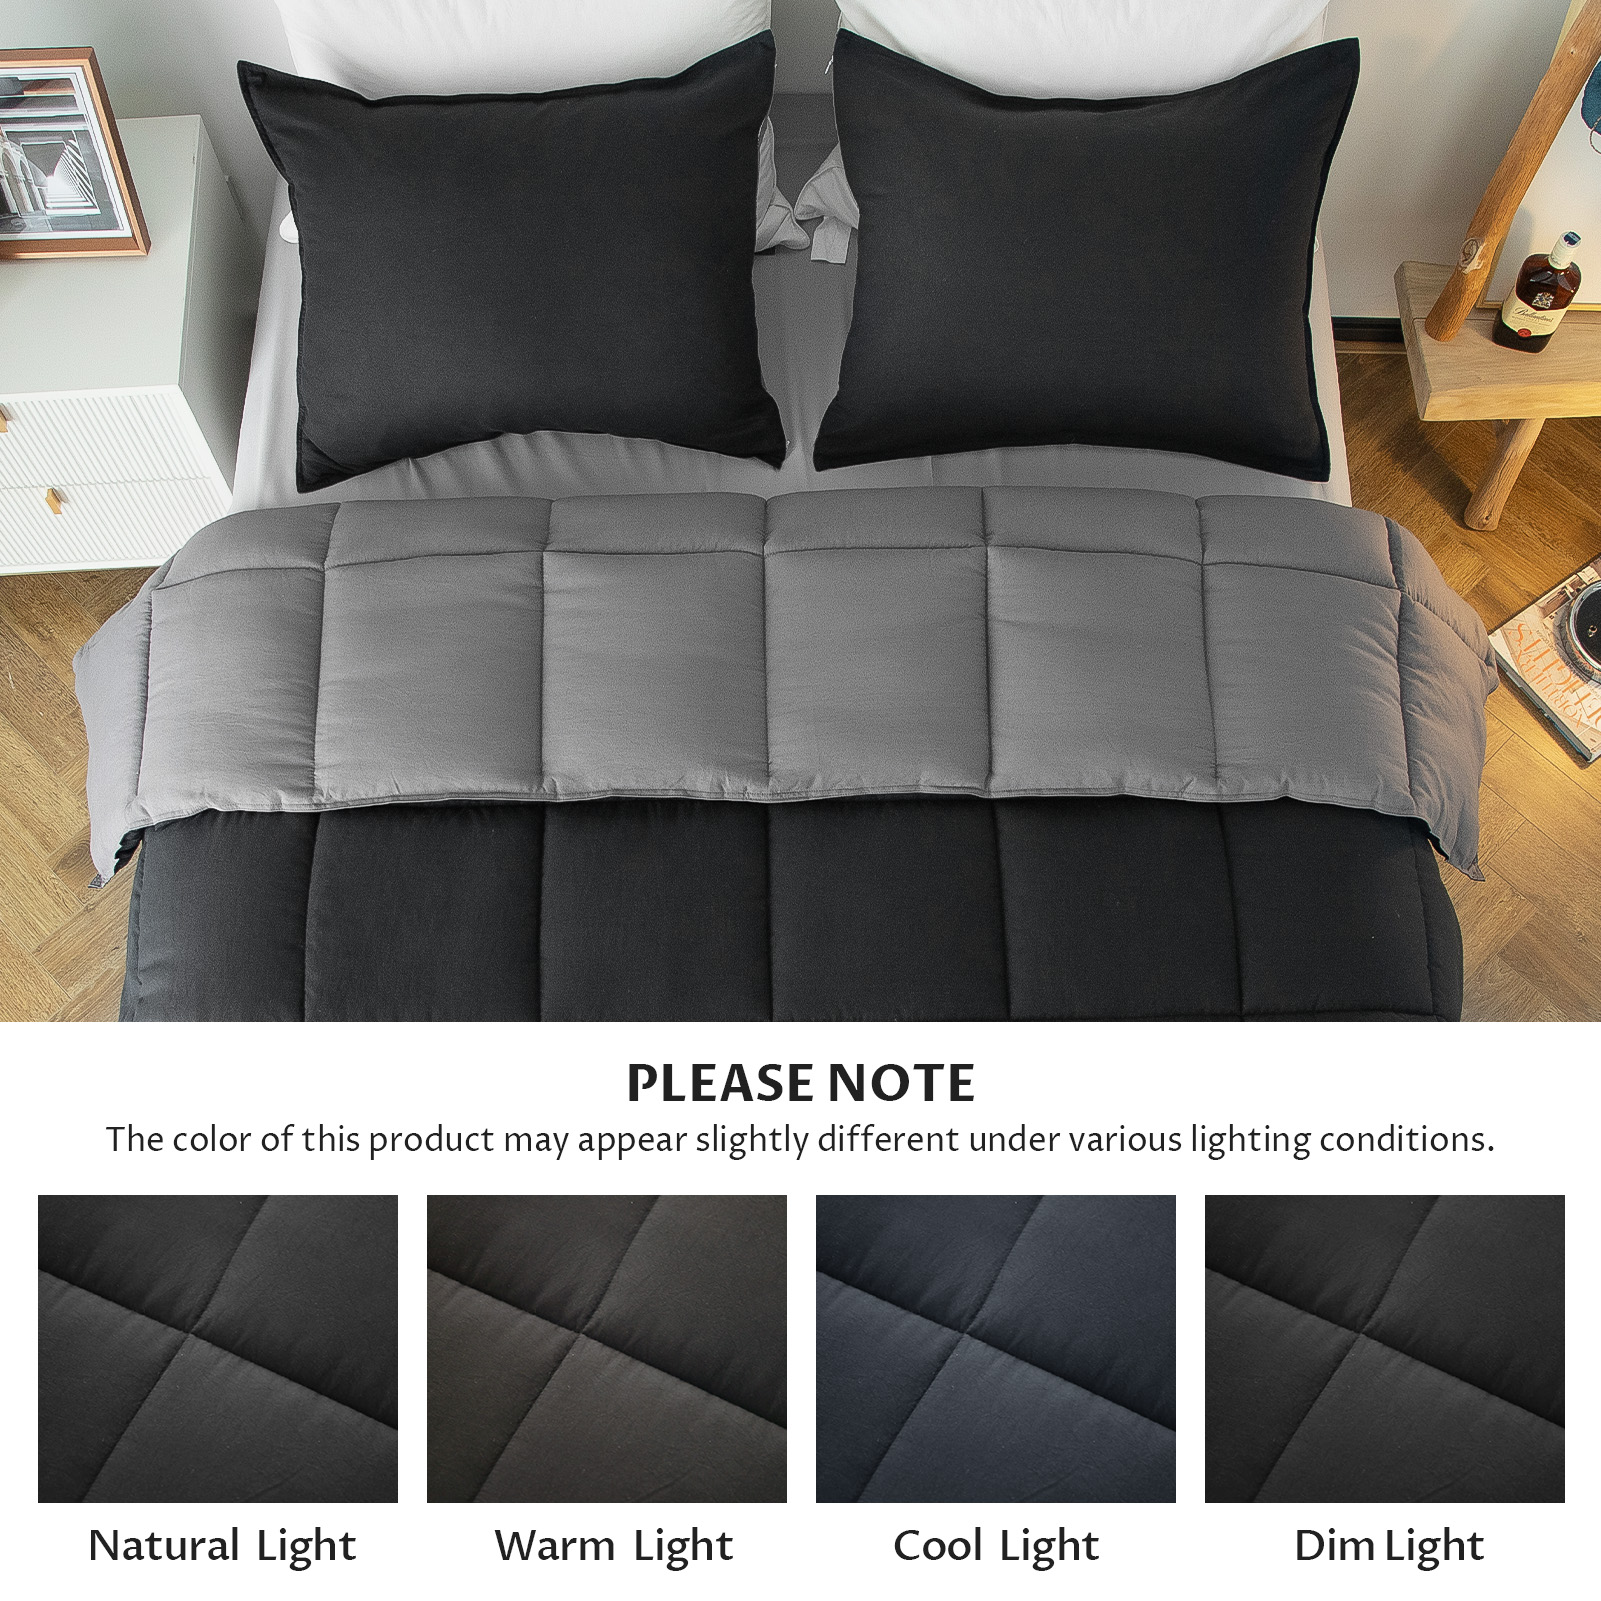 Ballantine's
PLEASE NOTE
The color of this product may appear slightly different under various lighting conditions.
Natural Light
Warm Light
Cool Light
Dim Light